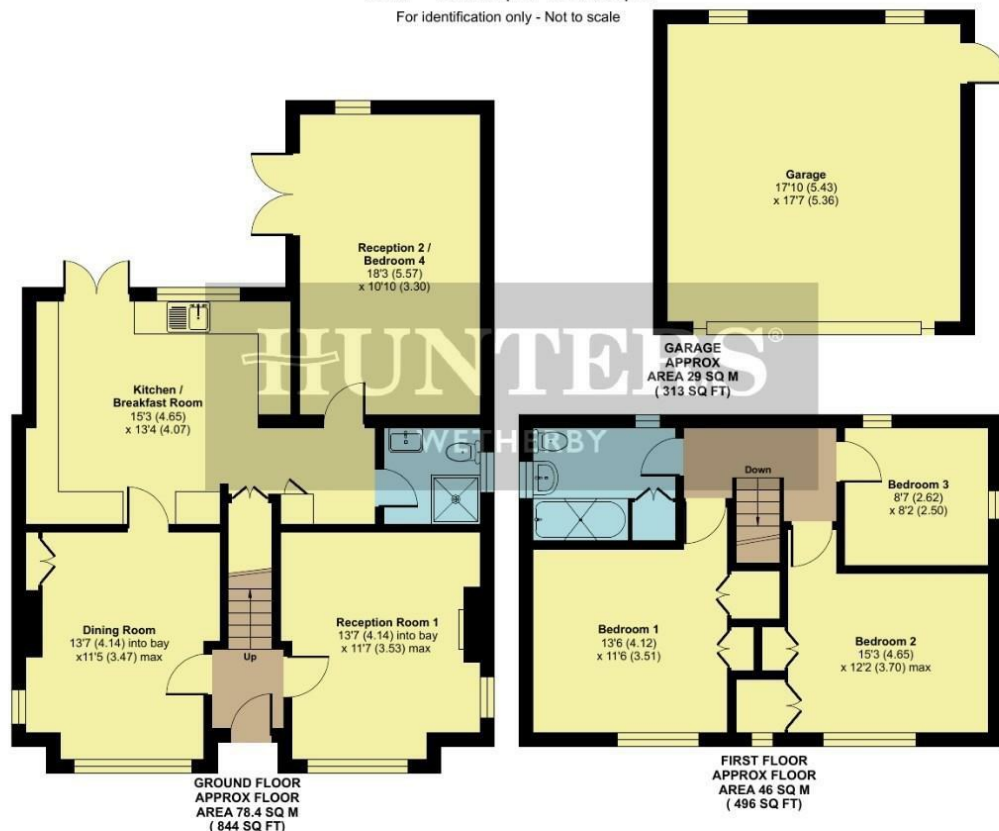 For identification only - Not to scale
Garage
17'10 (5.43)
x 17'7 (5.36)
GARAGE
APPROX
AREA 29 SQ M
( 313 SQ FT)
Reception 2 /
Bedroom 4
18'3 (5.57)
x 10'10 (3.30)
HUNTERS®
WETHERBY
Kitchen /
Breakfast Room
15'3 (4.65)
x 13'4 (4.07)
Dining Room
13'7 (4.14) into bay
x11'5 (3.47) max
Up
Reception Room 1
13'7 (4.14) into bay
x 11'7 (3.53) max
GROUND FLOOR
APPROX FLOOR
AREA 78.4 SQ M
( 844 SQ FT)
Down
Bedroom 3
8'7 (2.62)
x 8'2 (2.50)
Bedroom 1
13'6 (4.12)
x 11'6 (3.51)
Bedroom 2
15'3 (4.65)
x 12'2 (3.70) max
FIRST FLOOR
APPROX FLOOR
AREA 46 SQ M
( 496 SQ FT)